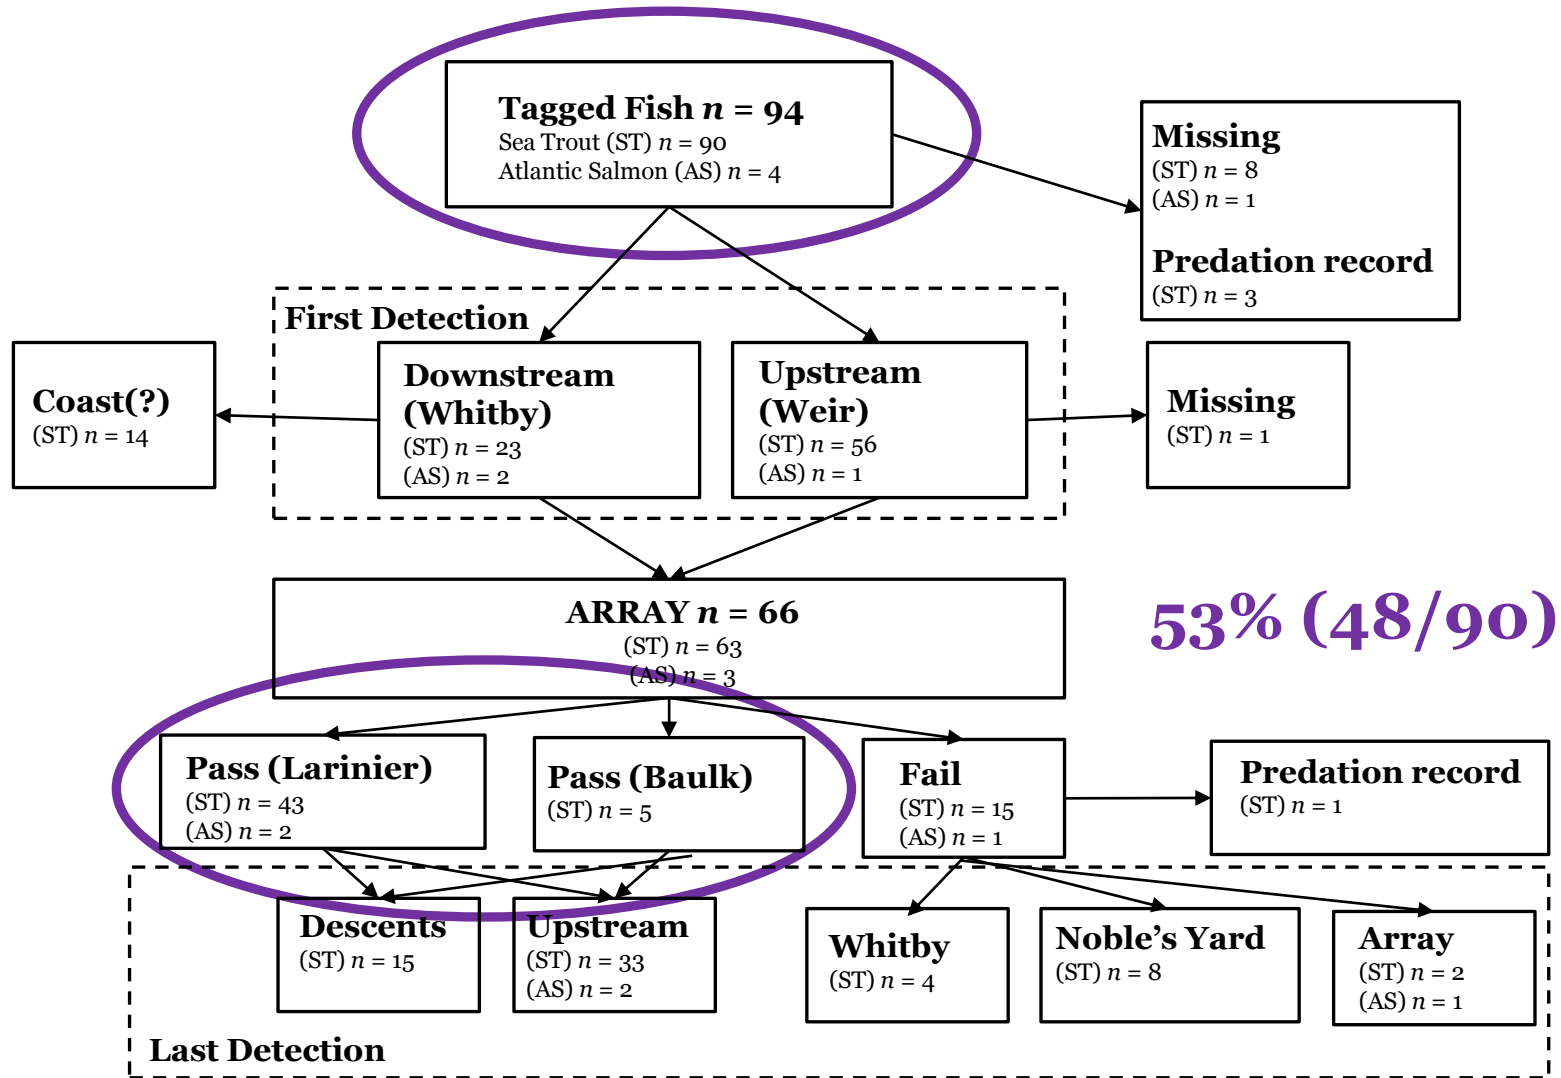 Tagged Fish n = 94
Sea Trout (ST) n = 90
Atlantic Salmon (AS) n = 4
Missing
(ST) n = 8
(AS) n = 1
Predation record
(ST) n = 3
First Detection
Coast(?)
(ST) n = 14
Downstream
(Whitby)
(ST) n = 23
(AS) n = 2
Upstream
(Weir)
(ST) n = 56
(AS) n = 1
Missing
(ST) n = 1
ARRAY n = 66
(ST) n = 63
(AS) n = 3
53% (48/90)
Pass (Larinier)
(ST) n = 43
(AS) n = 2
Pass (Baulk)
(ST) n = 5
Fail
(ST) n = 15
(AS) n = 1
Predation record
(ST) n = 1
Descents
(ST) n = 15
Upstream
(ST) n = 33
(AS) n = 2
Whitby
(ST) n = 4
Noble's Yard
(ST) n = 8
Array
(ST) n = 2
(AS) n = 1
Last Detection